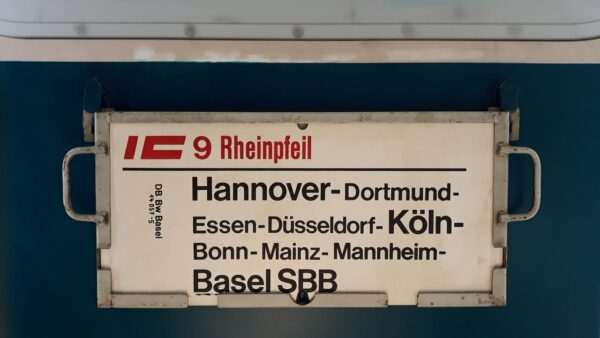 IC 9 Rheinpfeil
Hannover- Dortmund-
Essen- Düsseldorf- Köln-
Bonn- Mainz- Mannheim-
Basel SBB
DB Bw Basel